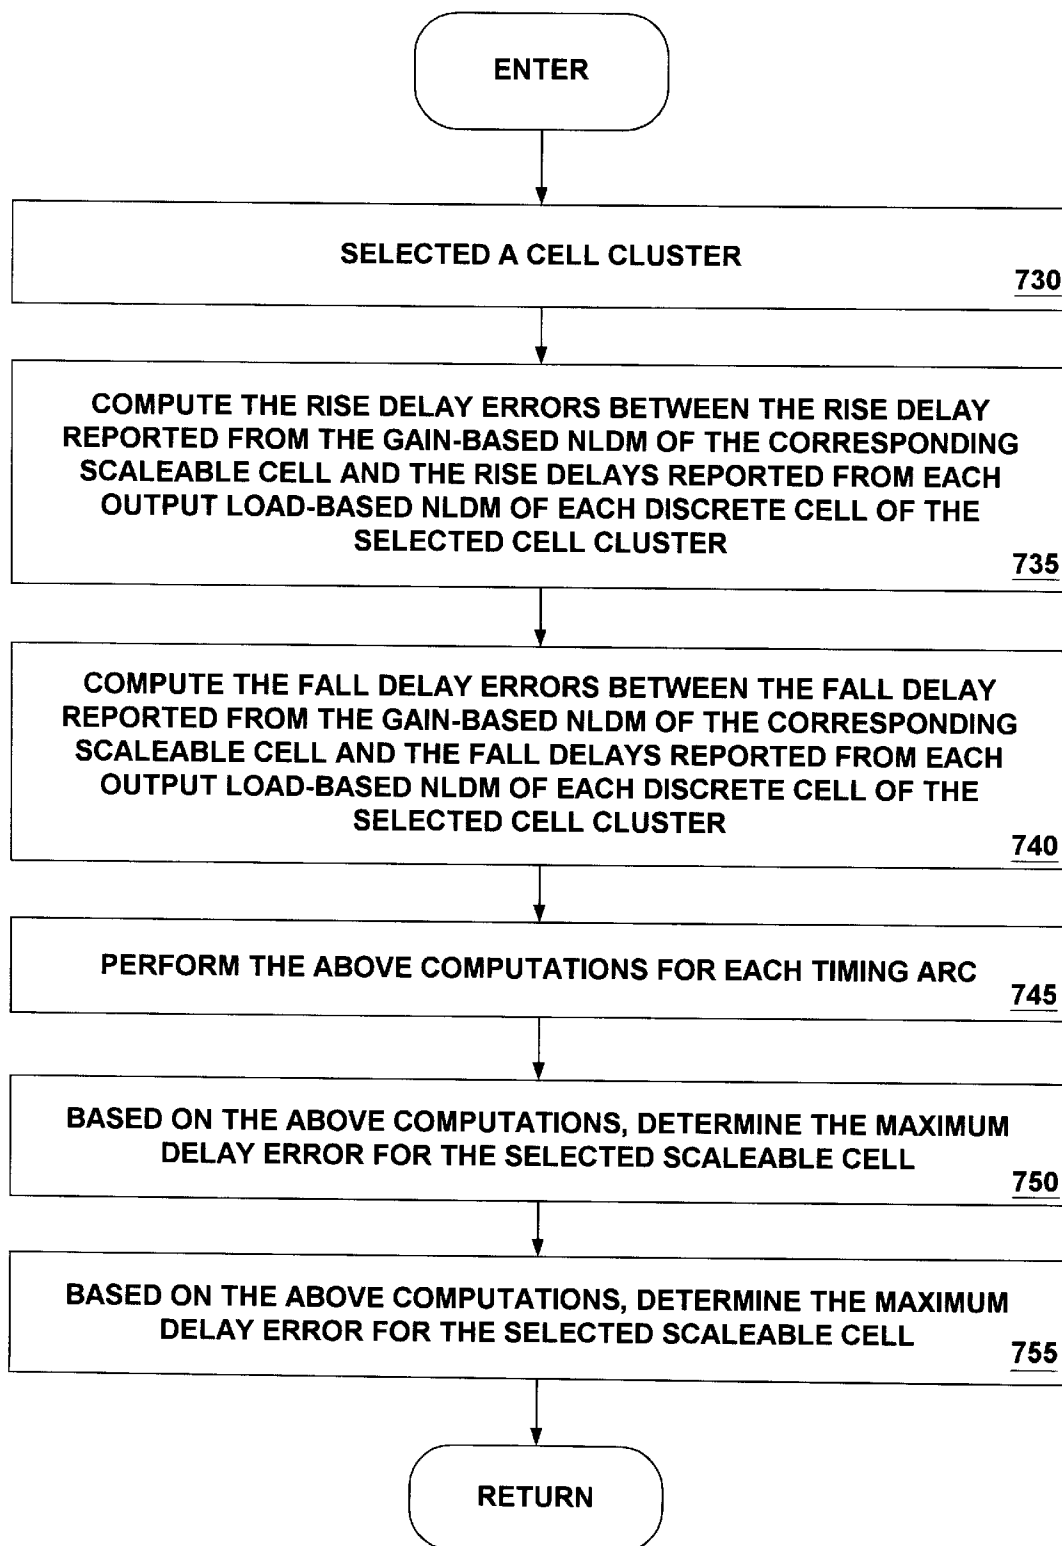 ENTER
SELECTED A CELL CLUSTER
730
COMPUTE THE RISE DELAY ERRORS BETWEEN THE RISE DELAY
REPORTED FROM THE GAIN-BASED NLDM OF THE CORRESPONDING
SCALEABLE CELL AND THE RISE DELAYS REPORTED FROM EACH
OUTPUT LOAD-BASED NLDM OF EACH DISCRETE CELL OF THE
SELECTED CELL CLUSTER
735
COMPUTE THE FALL DELAY ERRORS BETWEEN THE FALL DELAY
REPORTED FROM THE GAIN-BASED NLDM OF THE CORRESPONDING
SCALEABLE CELL AND THE FALL DELAYS REPORTED FROM EACH
OUTPUT LOAD-BASED NLDM OF EACH DISCRETE CELL OF THE
SELECTED CELL CLUSTER
740
PERFORM THE ABOVE COMPUTATIONS FOR EACH TIMING ARC
745
BASED ON THE ABOVE COMPUTATIONS, DETERMINE THE MAXIMUM
DELAY ERROR FOR THE SELECTED SCALEABLE CELL
750
BASED ON THE ABOVE COMPUTATIONS, DETERMINE THE MAXIMUM
DELAY ERROR FOR THE SELECTED SCALEABLE CELL
755
RETURN